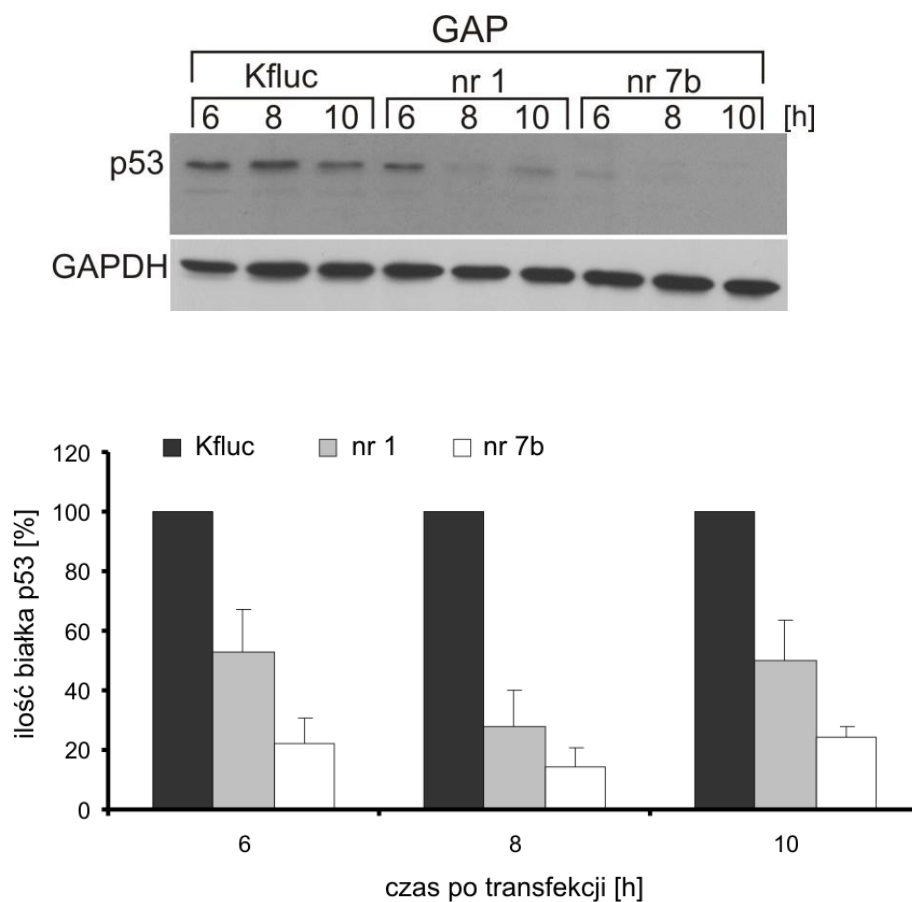 GAP
Kfluc nr 1 nr 7b
6 8 10 6 8 10 6 8 10 [h]
p53
GAPDH
Kfluc nr 1 nr 7b
120
100
80
60
40
20
0
ilość białka p53 [%]
6 8 10
czas po transfekcji [h]